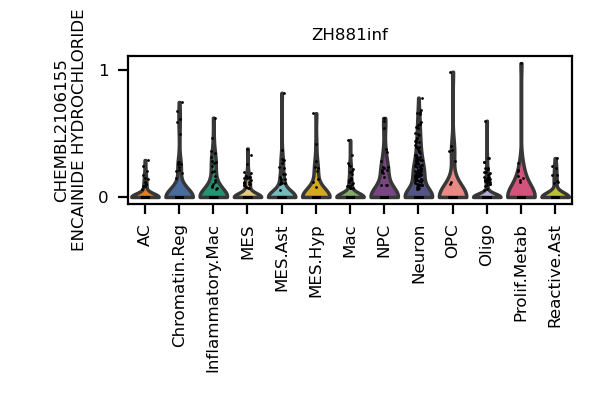 ZH881inf
CHEMBL2106155
ENCAINIDE HYDROCHLORIDE
1
0
AC
Chromatin.Reg
Inflammatory.Mac
MES
MES.Ast
MES.Hyp
Mac
NPC
Neuron
OPC
Oligo
Prolif.Metab
Reactive.Ast